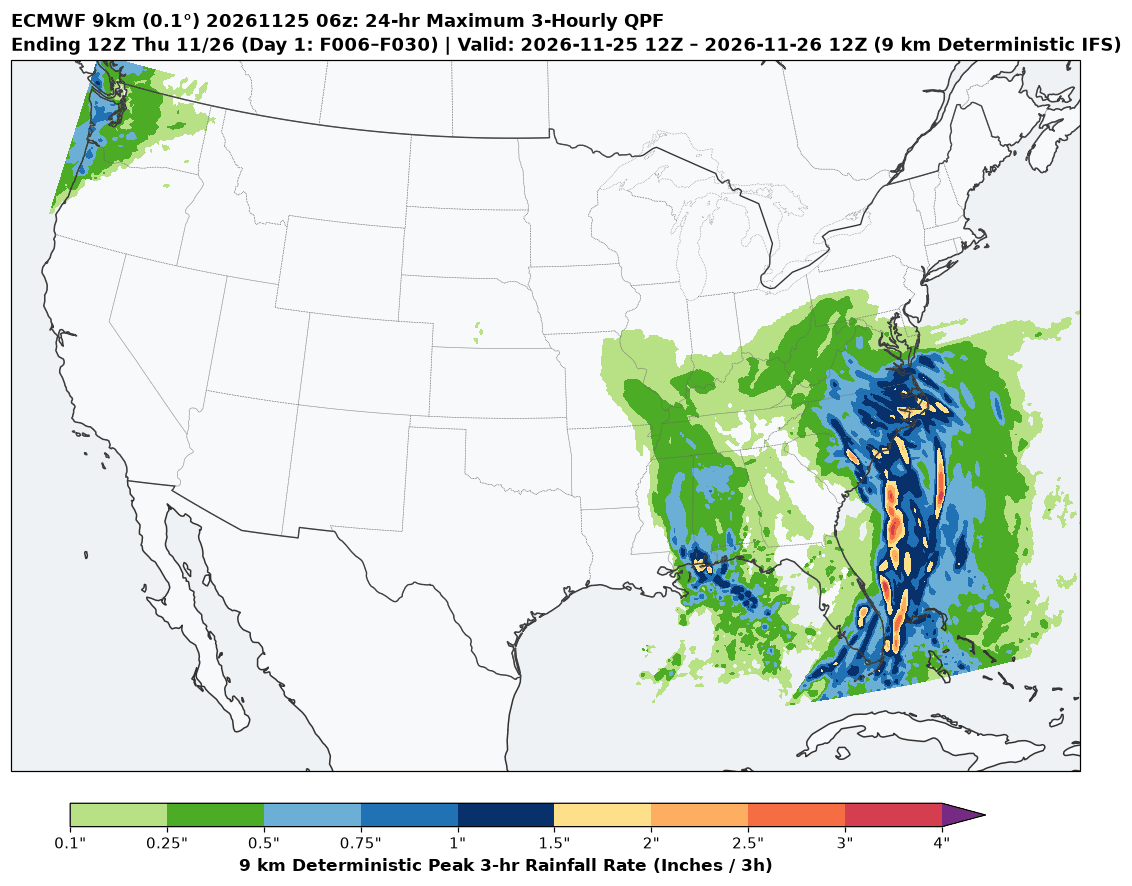 ECMWF 9km (0.1°) 20261125 06z: 24-hr Maximum 3-Hourly QPF
Ending 12Z Thu 11/26 (Day 1: F006–F030) | Valid: 2026-11-25 12Z – 2026-11-26 12Z (9 km Deterministic IFS)
0.1" 0.25" 0.5" 0.75" 1" 1.5" 2" 2.5" 3" 4"
9 km Deterministic Peak 3-hr Rainfall Rate (Inches / 3h)